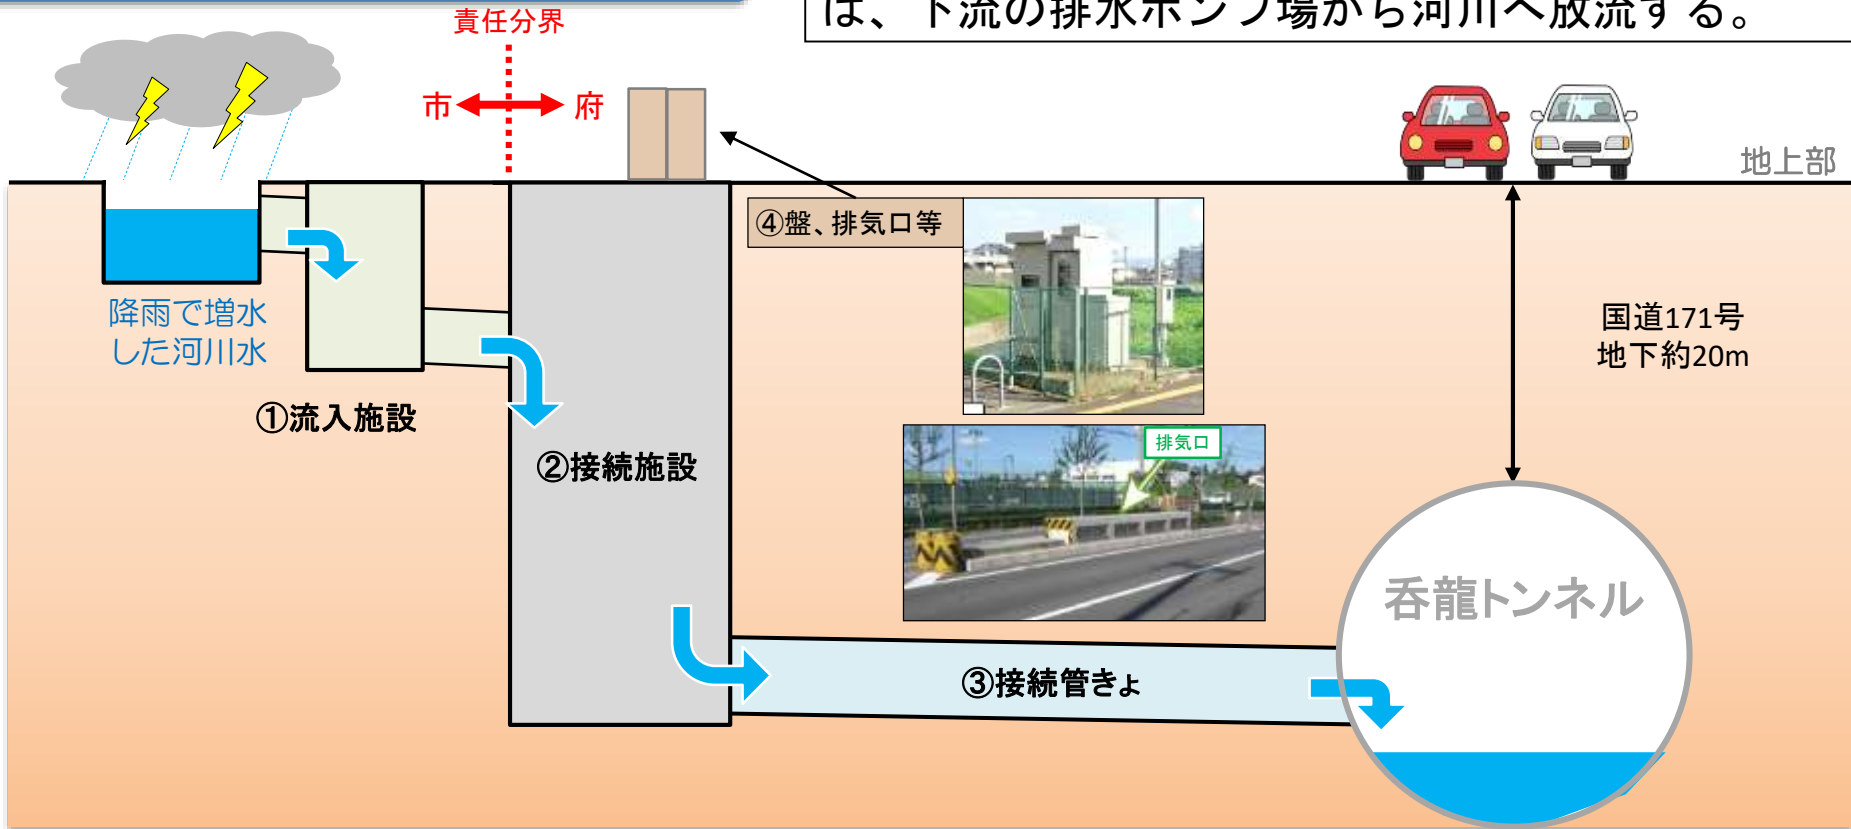 は、下流の排水ポンプ場から河川へ放流する。
責任分界
市 府
地上部
④盤、排気口等
降雨で増水
した河川水
国道171号
地下約20m
①流入施設
排気口
②接続施設
呑龍トンネル
③接続管きょ